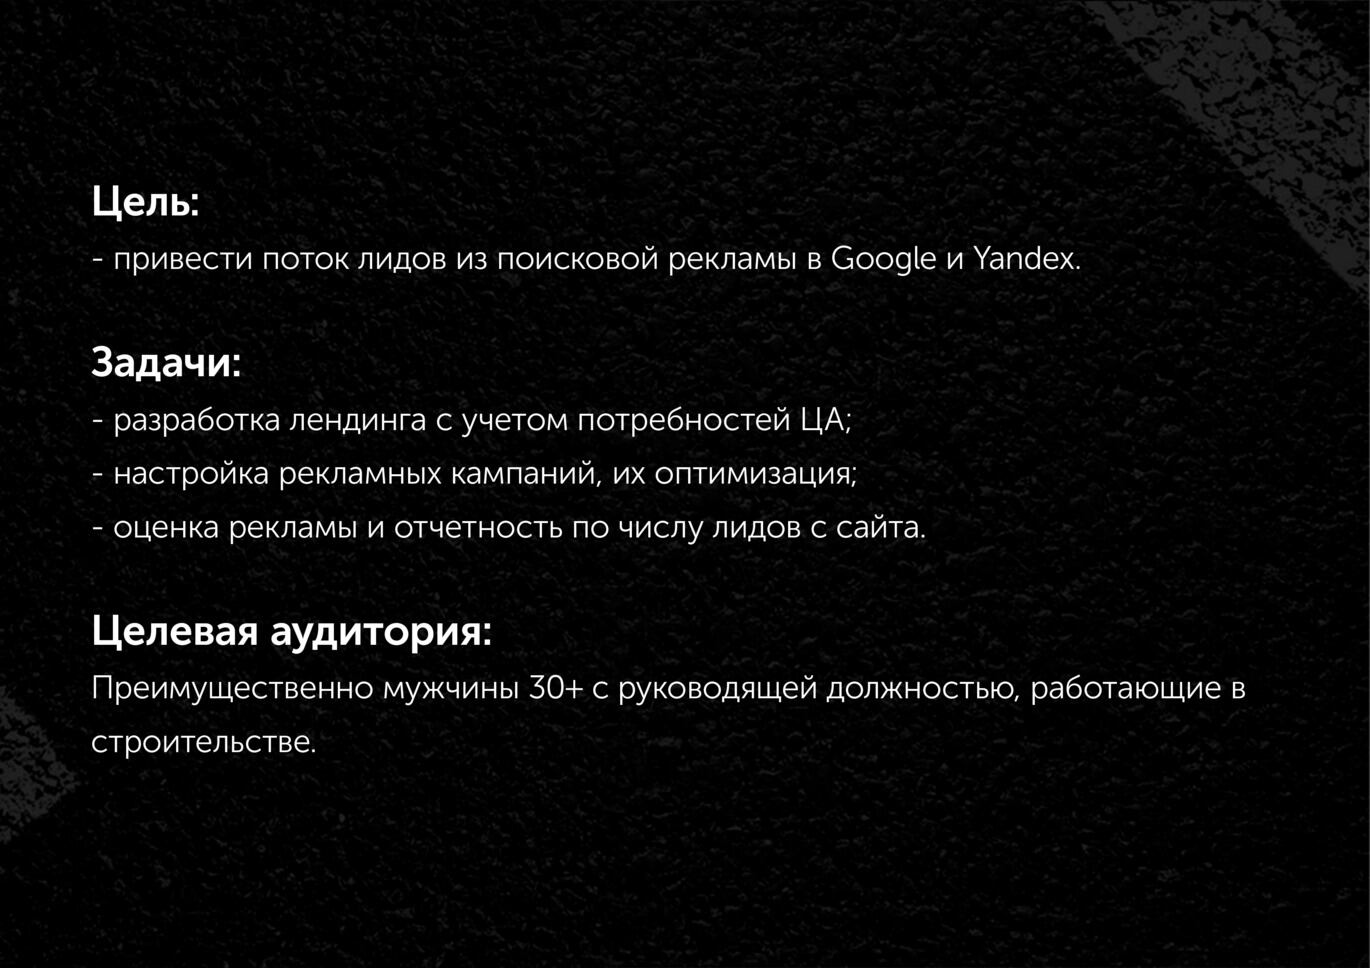 Цель:
- привести поток лидов из поисковой рекламы в Google и Yandex.
Задачи:
- разработка лендинга с учетом потребностей ЦА;
- настройка рекламных кампаний, их оптимизация;
- оценка рекламы и отчетность по числу лидов с сайта.
Целевая аудитория:
Преимущественно мужчины 30+ с руководящей должностью, работающие в
строительстве.